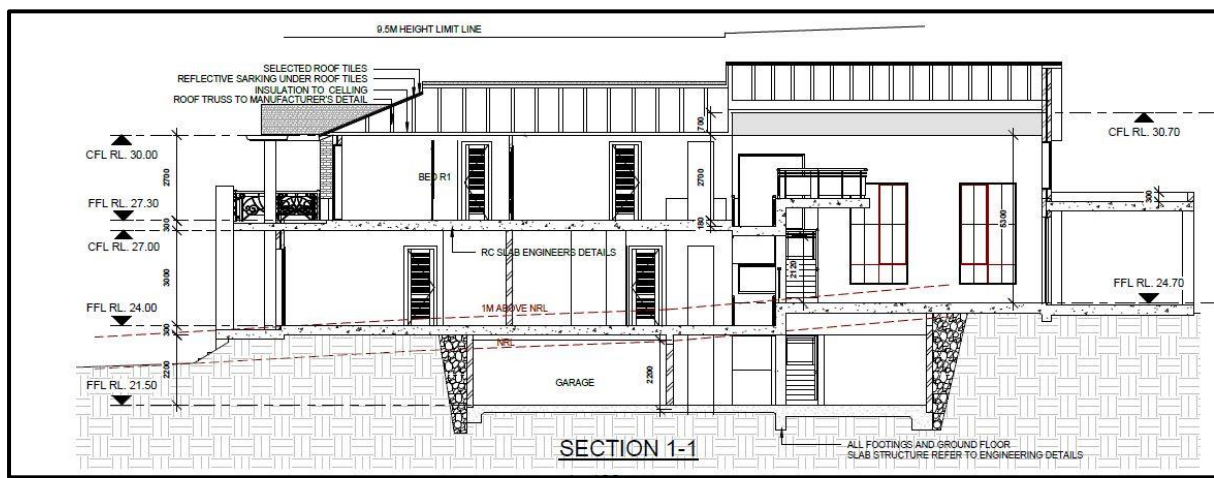 9.5M HEIGHT LIMIT LINE
SELECTED ROOF TILES
REFLECTIVE SARKING UNDER ROOF TILES
INSULATION TO CELLING
ROOF TRUSS TO MANUFACTURER'S DETAIL
700
CFL RL. 30.00
CFL RL. 30.70
2700
BED R1
2700
FFL RL. 27.30
300
300
180
CFL RL. 27.00
RC SLAB ENGINEERS DETAILS
5300
3000
2120
FFL RL. 24.70
1M ABOVE NRL
FFL RL. 24.00
300
NRL
2200
GARAGE
2200
FFL RL. 21.50
SECTION 1-1
ALL FOOTINGS AND GROUND FLOOR
SLAB STRUCTURE REFER TO ENGINEERING DETAILS